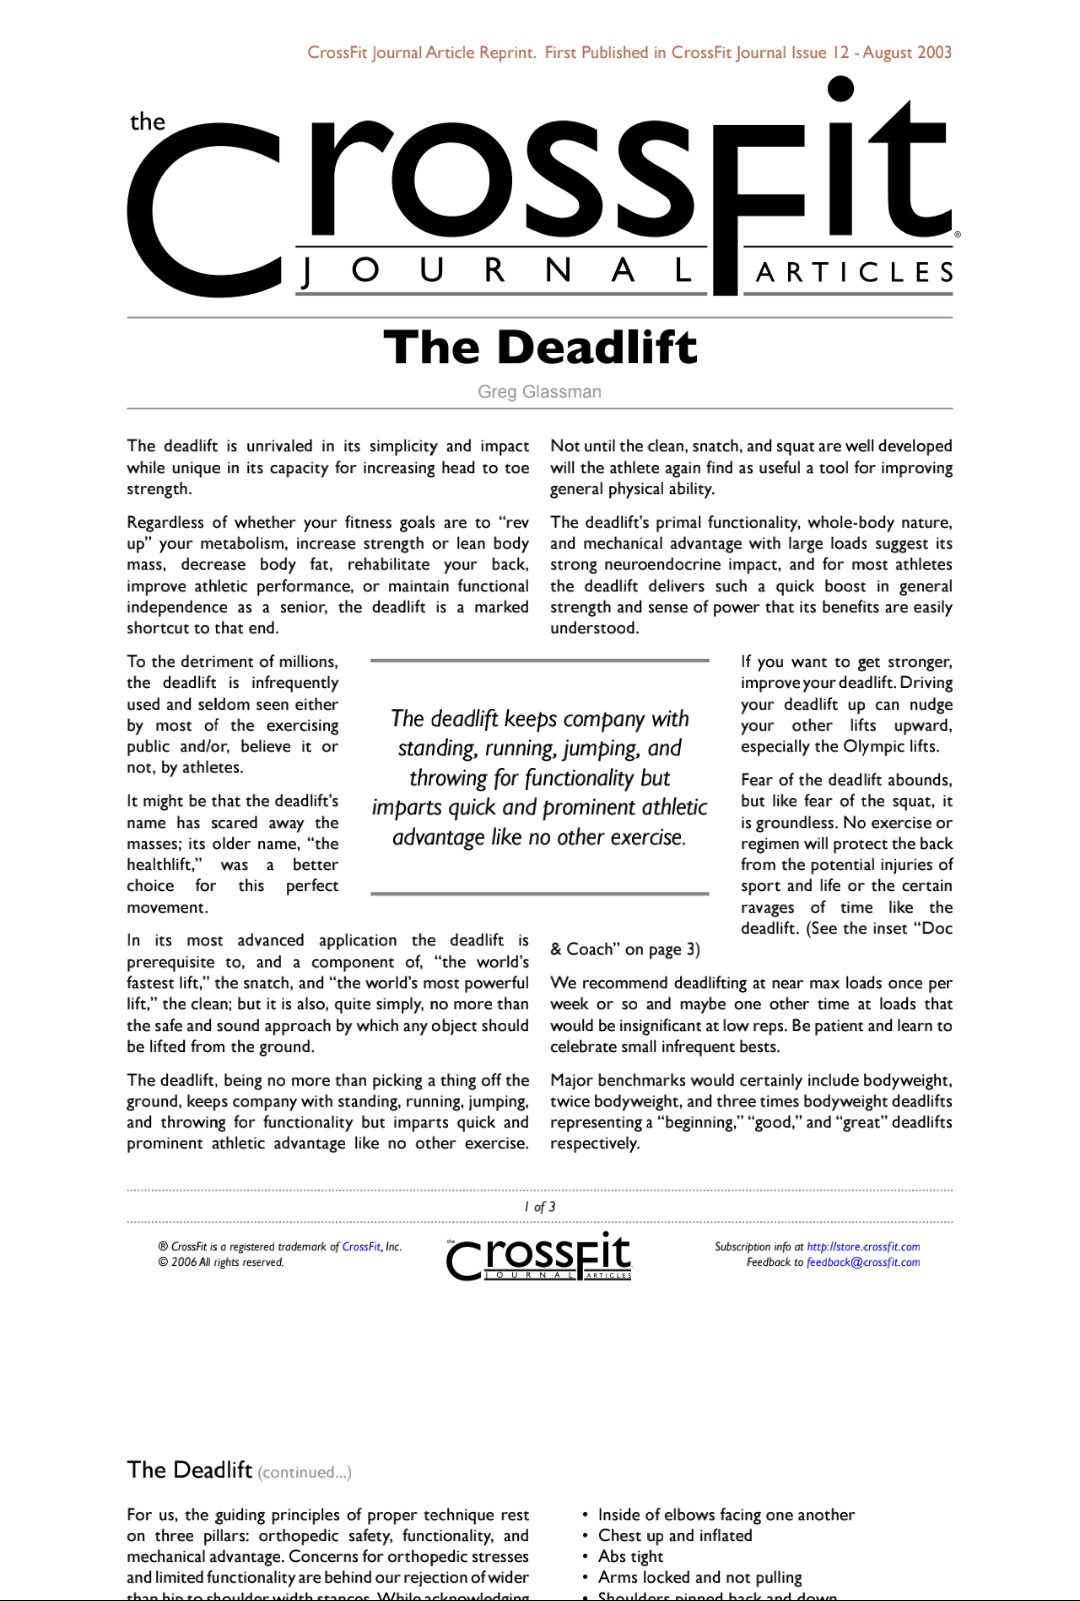 CrossFit Journal Article Reprint. First Published in CrossFit Journal Issue 12 - August 2003
the
CrossFit®
JOURNAL ARTICLES
The Deadlift
Greg Glassman
The deadlift is unrivaled in its simplicity and impact
while unique in its capacity for increasing head to toe
strength.
Regardless of whether your fitness goals are to “rev
up” your metabolism, increase strength or lean body
mass, decrease body fat, rehabilitate your back,
improve athletic performance, or maintain functional
independence as a senior, the deadlift is a marked
shortcut to that end.
To the detriment of millions,
the deadlift is infrequently
used and seldom seen either
by most of the exercising
public and/or, believe it or
not, by athletes.
It might be that the deadlift’s
name has scared away the
masses; its older name, “the
healthlift,” was a better
choice for this perfect
movement.
In its most advanced application the deadlift is
prerequisite to, and a component of, “the world’s
fastest lift,” the snatch, and “the world’s most powerful
lift,” the clean; but it is also, quite simply, no more than
the safe and sound approach by which any object should
be lifted from the ground.
The deadlift, being no more than picking a thing off the
ground, keeps company with standing, running, jumping,
and throwing for functionality but imparts quick and
prominent athletic advantage like no other exercise.
The deadlift keeps company with
standing, running, jumping, and
throwing for functionality but
imparts quick and prominent athletic
advantage like no other exercise.
Not until the clean, snatch, and squat are well developed
will the athlete again find as useful a tool for improving
general physical ability.
The deadlift’s primal functionality, whole-body nature,
and mechanical advantage with large loads suggest its
strong neuroendocrine impact, and for most athletes
the deadlift delivers such a quick boost in general
strength and sense of power that its benefits are easily
understood.
If you want to get stronger,
improve your deadlift. Driving
your deadlift up can nudge
your other lifts upward,
especially the Olympic lifts.
Fear of the deadlift abounds,
but like fear of the squat, it
is groundless. No exercise or
regimen will protect the back
from the potential injuries of
sport and life or the certain
ravages of time like the
deadlift. (See the inset “Doc
& Coach” on page 3)
We recommend deadlifting at near max loads once per
week or so and maybe one other time at loads that
would be insignificant at low reps. Be patient and learn to
celebrate small infrequent bests.
Major benchmarks would certainly include bodyweight,
twice bodyweight, and three times bodyweight deadlifts
representing a “beginning,” “good,” and “great” deadlifts
respectively.
1 of 3
® CrossFit is a registered trademark of CrossFit, Inc.
© 2006 All rights reserved.
the
CrossFit
JOURNAL ARTICLES
Subscription info at http://store.crossfit.com
Feedback to feedback@crossfit.com
The Deadlift (continued...)
For us, the guiding principles of proper technique rest
on three pillars: orthopedic safety, functionality, and
mechanical advantage. Concerns for orthopedic stresses
and limited functionality are behind our rejection of wider
than hip to shoulder width stances. While acknowledging
• Inside of elbows facing one another
• Chest up and inflated
• Abs tight
• Arms locked and not pulling
• Shoulders pinned back and down